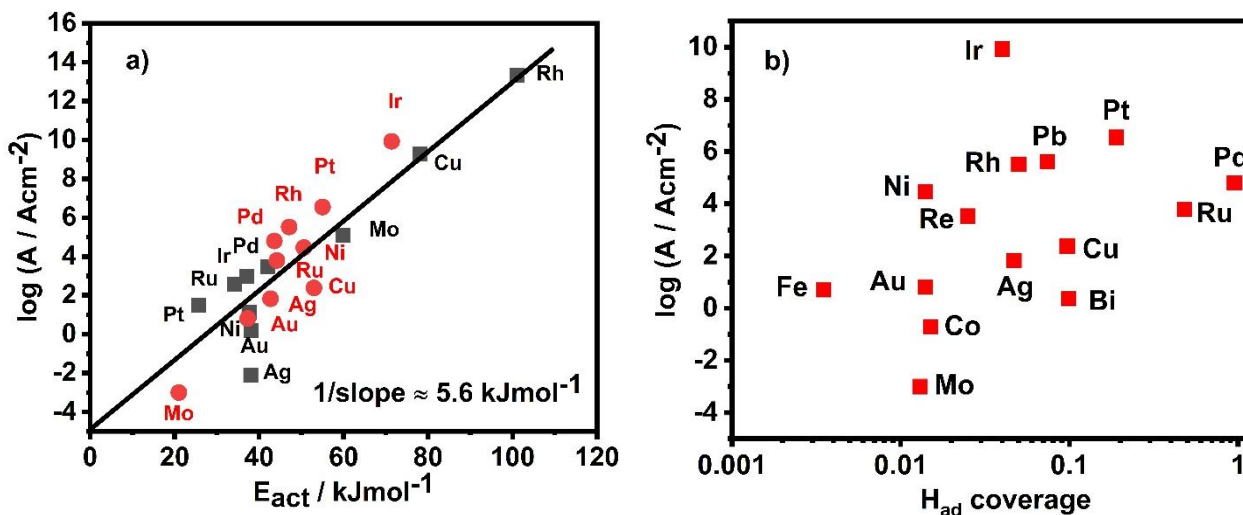 a)
16
14
12
10
8
6
4
2
0
-2
-4
log (A / Acm⁻²)
Ir
Rh
Pt
Cu
Rh
Pd
Mo
Ir Pd
Ni
Ru
Ru
Cu
Pt
Ag
Ni
Au
Au
Ag
Mo
1/slope ≈ 5.6 kJmol⁻¹
0 20 40 60 80 100 120
Eact / kJmol⁻¹
b)
10
8
6
4
2
0
-2
-4
log (A / Acm⁻²)
Ir
Pt
Pb
Rh
Pd
Ni
Re
Ru
Cu
Fe
Au
Ag
Bi
Co
Mo
0.001 0.01 0.1 1
Had coverage